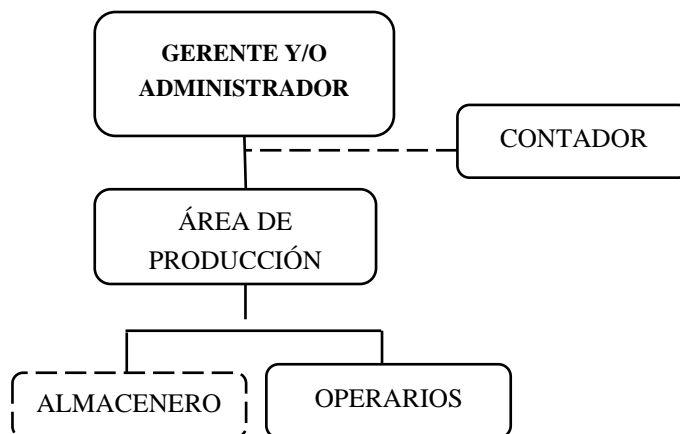 GERENTE Y/O
ADMINISTRADOR
CONTADOR
ÁREA DE
PRODUCCIÓN
ALMACENERO
OPERARIOS